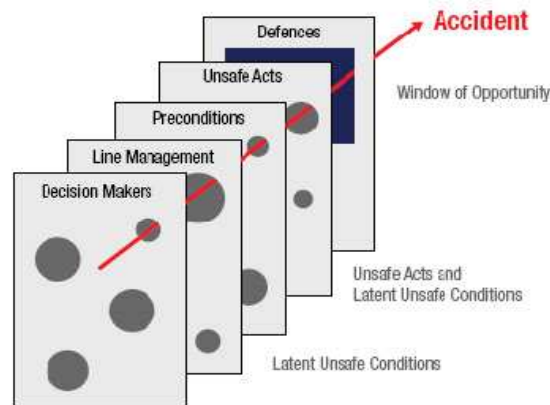 Defences
Accident
Unsafe Acts
Window of Opportunity
Preconditions
Line Management
Decision Makers
Unsafe Acts and
Latent Unsafe Conditions
Latent Unsafe Conditions